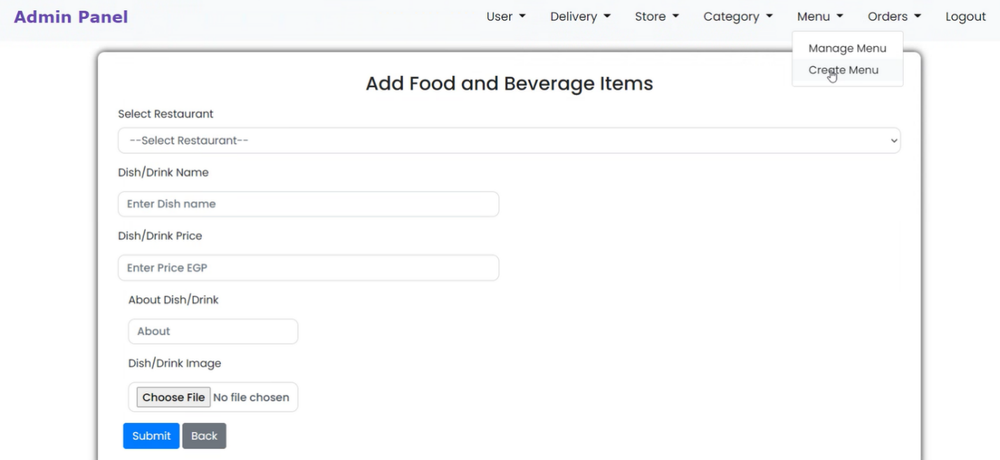 Admin Panel User Delivery Store Category Menu Orders Logout
Manage Menu
Create Menu
Add Food and Beverage Items
Select Restaurant
--Select Restaurant--
Dish/Drink Name
Enter Dish name
Dish/Drink Price
Enter Price EGP
About Dish/Drink
About
Dish/Drink Image
Choose File No file chosen
Submit Back